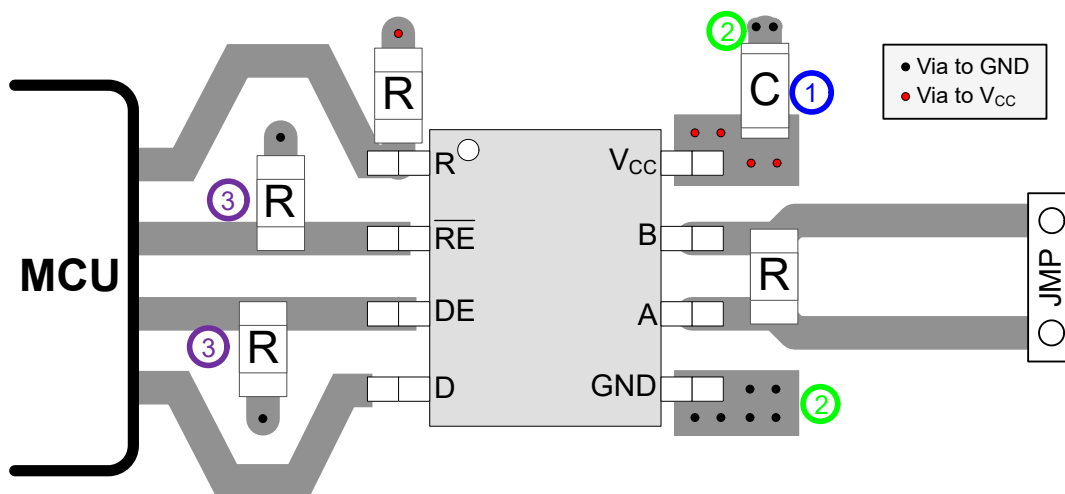 2
R
C
1
• Via to GND
• Via to VCC
R
VCC
3
R
RE
B
MCU
R
JMP
DE
A
3
R
D
GND
2